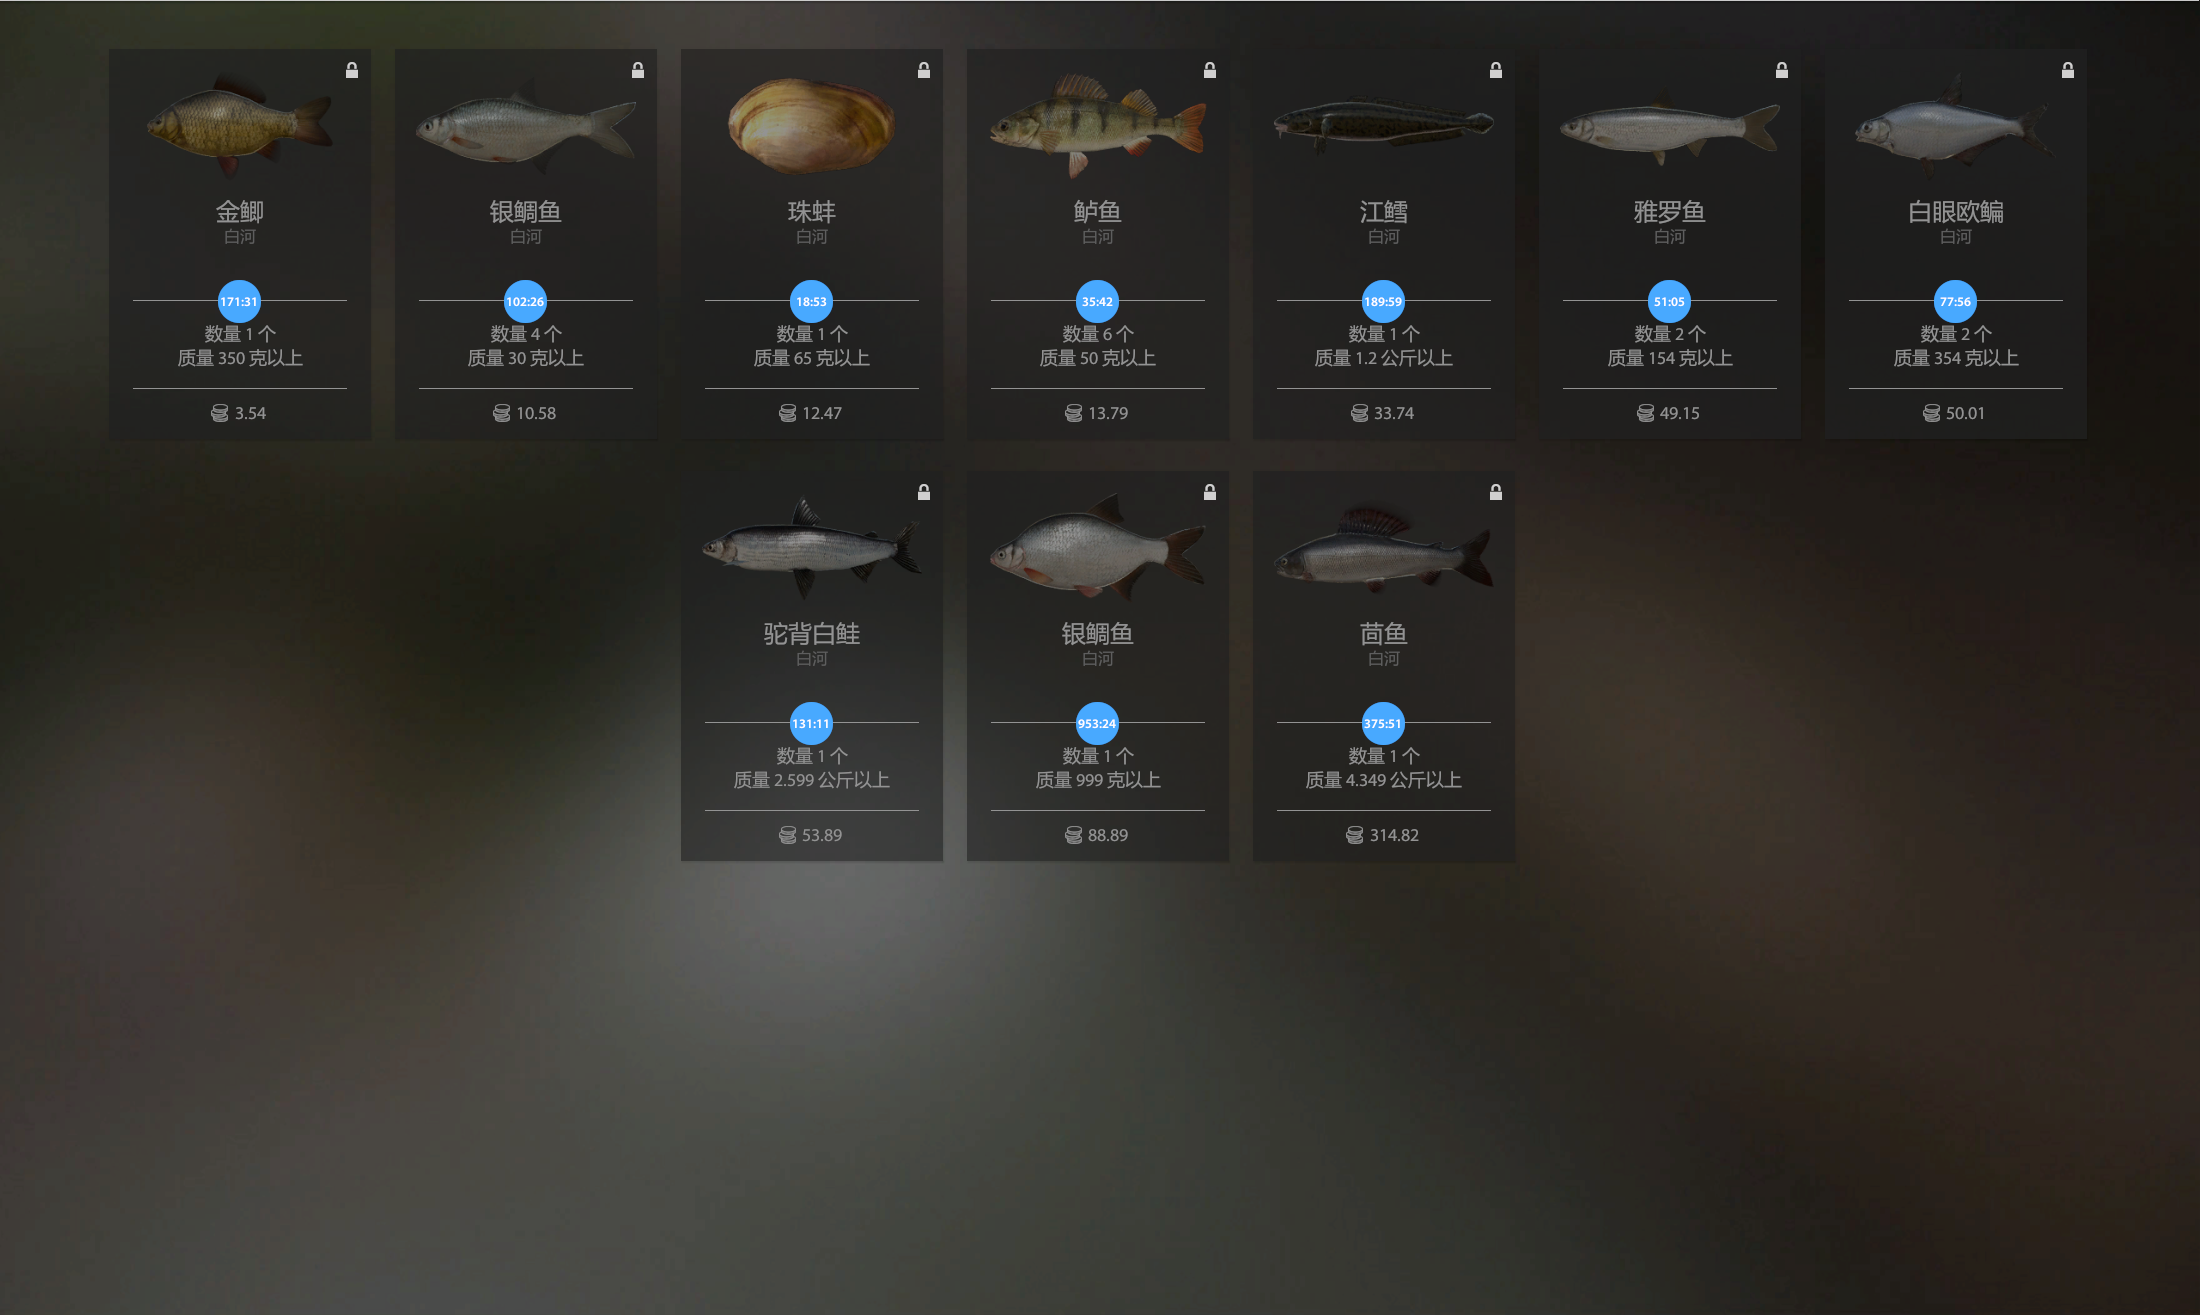 金鲫
白河
171:31
数量 1 个
质量 350 克以上
3.54
银鲷鱼
白河
102:26
数量 4 个
质量 30 克以上
10.58
珠蚌
白河
18:53
数量 1 个
质量 65 克以上
12.47
鲈鱼
白河
35:42
数量 6 个
质量 50 克以上
13.79
江鳕
白河
189:59
数量 1 个
质量 1.2 公斤以上
33.74
雅罗鱼
白河
51:05
数量 2 个
质量 154 克以上
49.15
白眼欧鳊
白河
77:56
数量 2 个
质量 354 克以上
50.01
驼背白鲑
白河
131:11
数量 1 个
质量 2.599 公斤以上
53.89
银鲷鱼
白河
953:24
数量 1 个
质量 999 克以上
88.89
茴鱼
白河
375:51
数量 1 个
质量 4.349 公斤以上
314.82